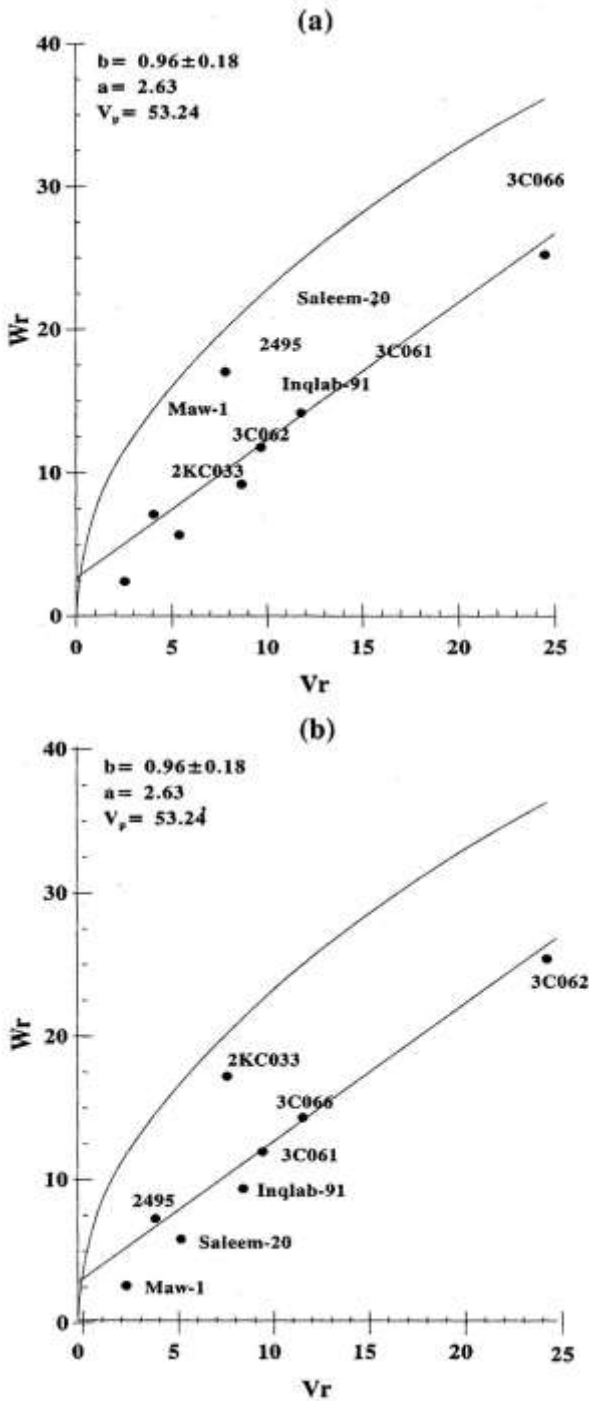 (a)
40
b= 0.96±0.18
a= 2.63
Vp= 53.24
3C066
30
Saleem-20
Wr
20
2495
3C061
Inqlab-91
Maw-1
3C062
10
2KC033
0
0 5 10 15 20 25
Vr
(b)
40
b= 0.96±0.18
a= 2.63
Vp= 53.24
30
3C062
Wr
20
2KC033
3C066
3C061
10
Inqlab-91
2495
Saleem-20
Maw-1
0
0 5 10 15 20 25
Vr